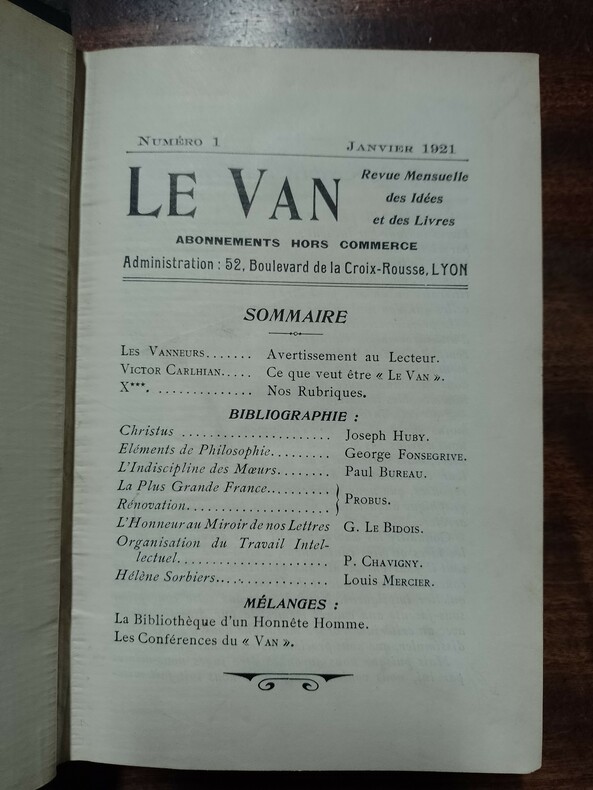 Numéro 1 Janvier 1921
LE VAN
Revue Mensuelle
des Idées
et des Livres
ABONNEMENTS HORS COMMERCE
Administration : 52, Boulevard de la Croix-Rousse, LYON
SOMMAIRE
Les Vanneurs....... Avertissement au Lecteur.
Victor Carlhian..... Ce que veut être « Le Van ».
X***. ............. Nos Rubriques.
BIBLIOGRAPHIE :
Christus ...................... Joseph Huby.
Eléments de Philosophie......... George Fonsegrive.
L'Indiscipline des Mœurs........ Paul Bureau.
La Plus Grande France.......... } Probus.
Rénovation....................
L'Honneur au Miroir de nos Lettres G. Le Bidois.
Organisation du Travail Intel-
lectuel...................... P. Chavigny.
Hélène Sorbiers................ Louis Mercier.
MÉLANGES :
La Bibliothèque d'un Honnête Homme.
Les Conférences du « Van ».